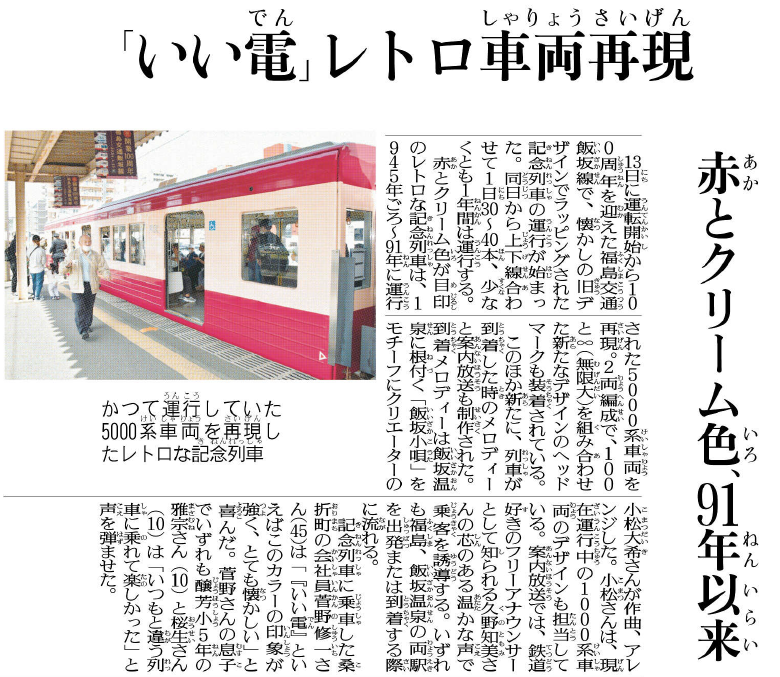 「いい電」レトロ車両再現
赤とクリーム色、91年以来
13日に運転開始から10
0周年を迎えた福島交通
飯坂線で、懐かしの旧デ
ザインでラッピングされた
記念列車の運行が始まっ
た。同日から上下線合わ
せて1日30〜40本、少な
くとも1年間は運行する。
赤とクリーム色が目印
のレトロな記念列車は、1
945年ごろ〜91年に運行
された5000系車両を
再現。2両編成で、100
と∞(無限大)を組み合わせ
た新たなデザインのヘッド
マークも装着されている。
このほか新たに、列車が
到着した時のメロディー
と案内放送も制作された。
到着メロディーは飯坂温
泉に根付く「飯坂小唄」を
モチーフにクリエーターの
小松大希さんが作曲、アレ
ンジした。小松さんは、現
在運行中の1000系車
両のデザインも担当して
いる。案内放送では、鉄道
好きのフリーアナウンサー
として知られる久野知美さ
んの芯のある温かな声で
乗客を誘導する。いずれ
も福島、飯坂温泉の両駅
を出発または到着する際
に流れる。
記念列車に乗車した桑
折町の会社員菅野修一さ
ん(45)は「『いい電』とい
えばこのカラーの印象が
強く、とても懐かしい」と
喜んだ。菅野さんの息子
でいずれも醸芳小5年の
雅宗さん(10)と桜生さん
(10)は「いつもと違う列
車に乗れて楽しかった」と
声を弾ませた。
かつて運行していた
5000系車両を再現し
たレトロな記念列車